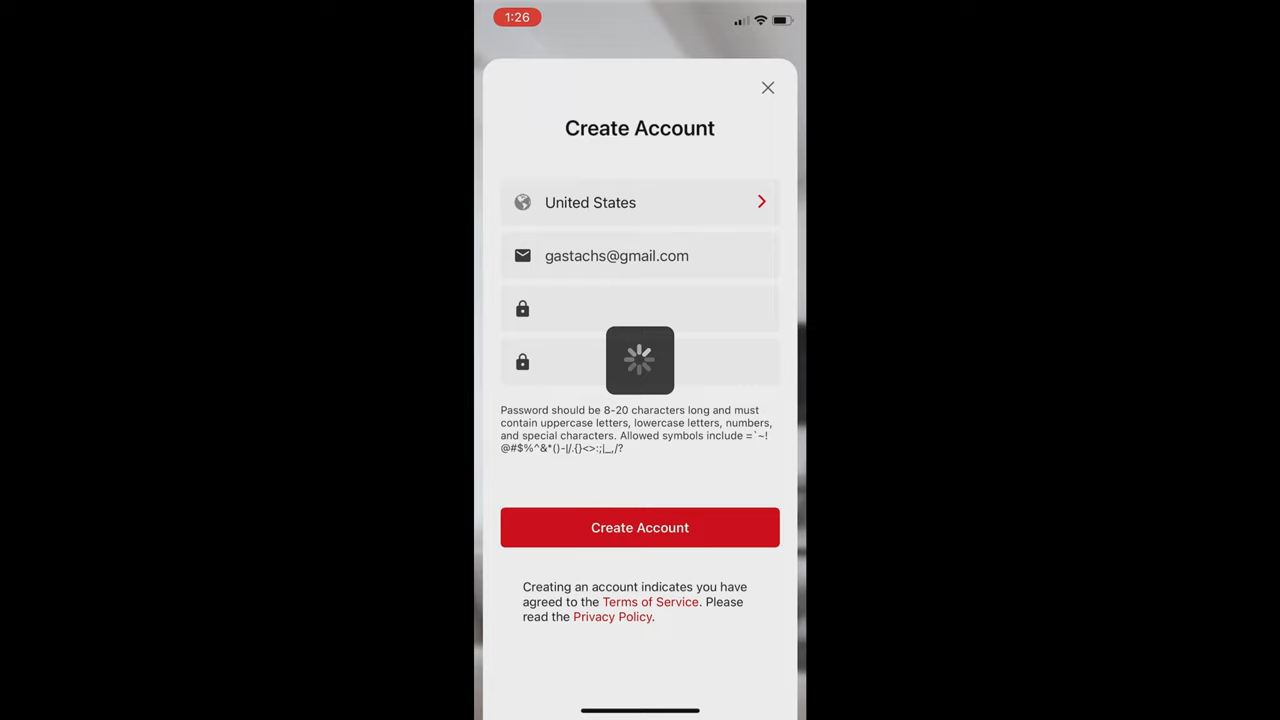 1:26
Create Account
United States
gastachs@gmail.com
Password should be 8-20 characters long and must
contain uppercase letters, lowercase letters, numbers,
and special characters. Allowed symbols include =`~!
@#$%^&*()-|/.{}<>:;|_,/?
Create Account
Creating an account indicates you have
agreed to the Terms of Service. Please
read the Privacy Policy.